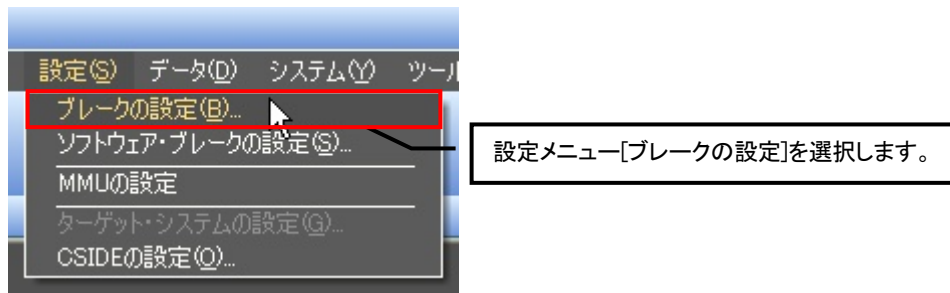 設定(S) データ(D) システム(Y) ツール
ブレークの設定(B)...
ソフトウェア・ブレークの設定(S)...
MMUの設定
ターゲット・システムの設定(G)...
CSIDEの設定(O)...
設定メニュー[ブレークの設定]を選択します。